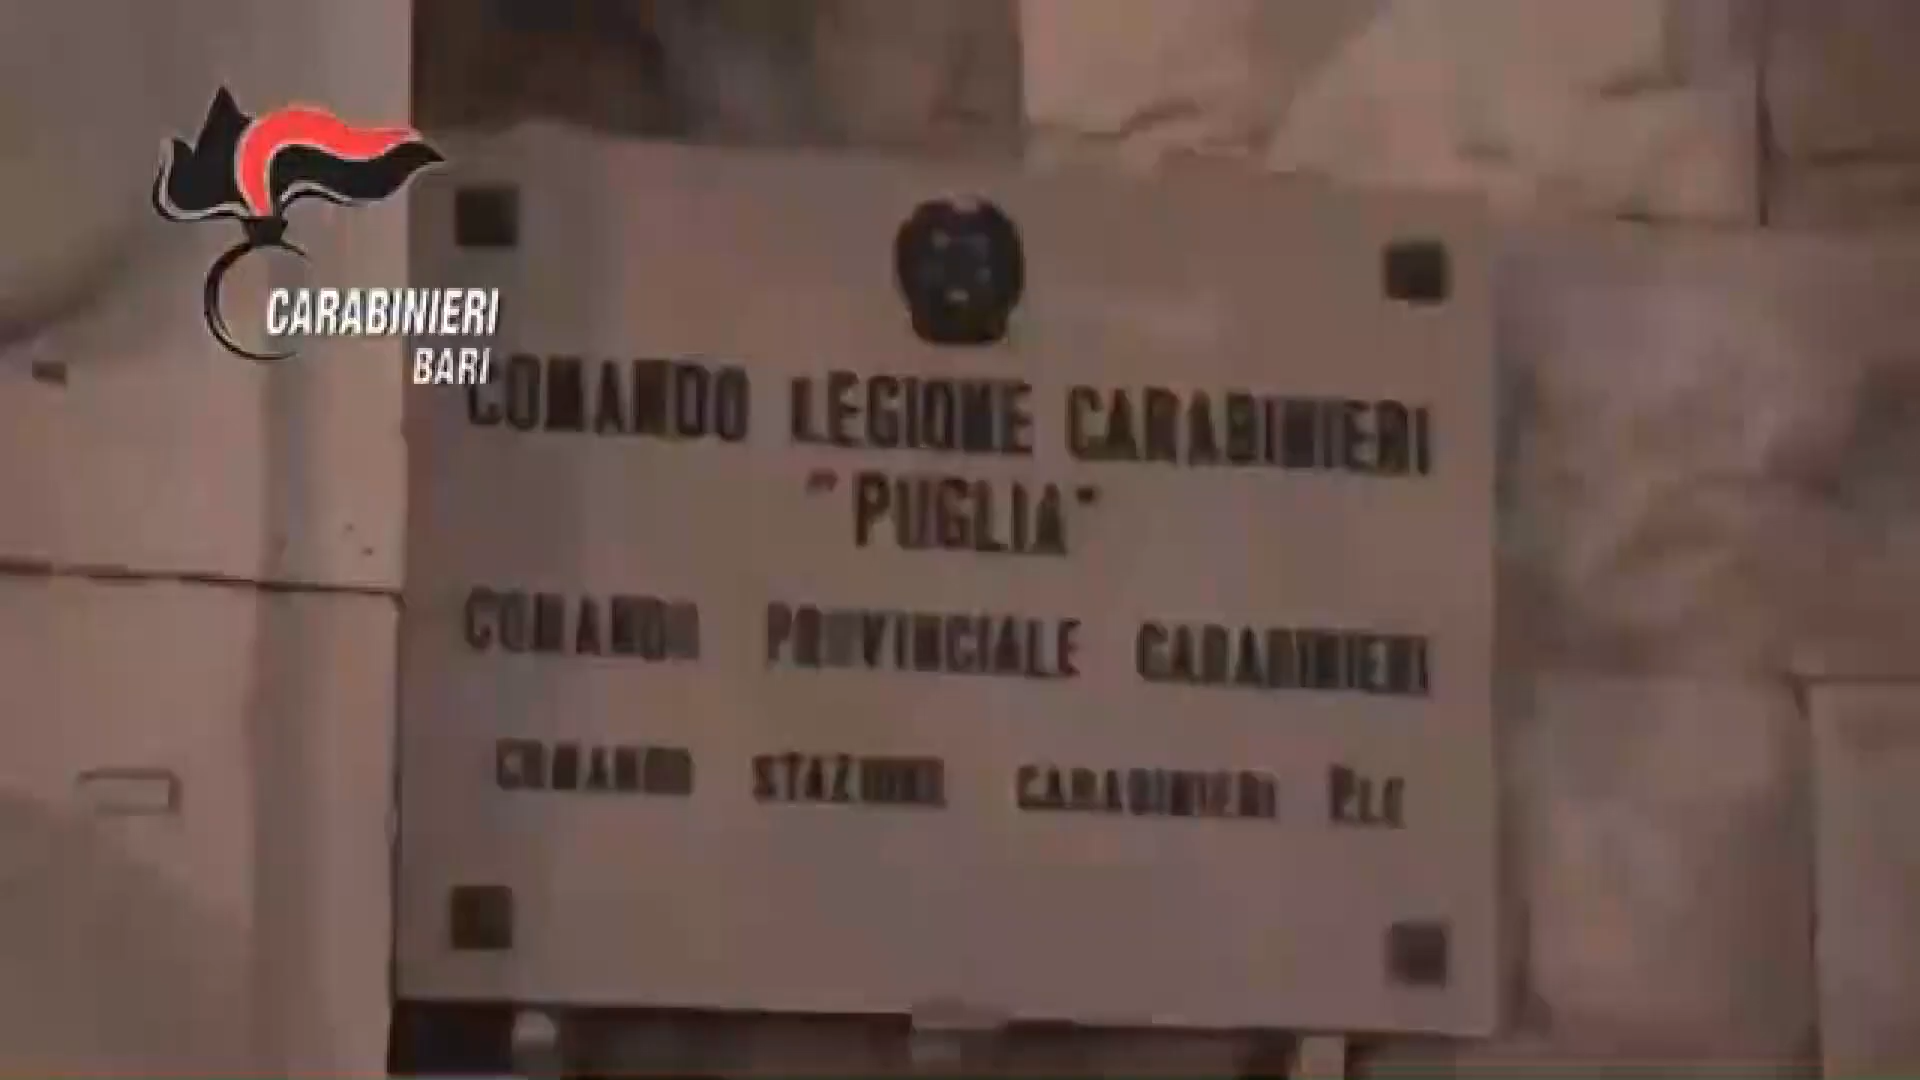 CARABINIERI
BARI
COMANDO LEGIONE CARABINIERI
"PUGLIA"
COMANDO PROVINCIALE CARABINIERI
COMANDO STAZIONE CARABINIERI